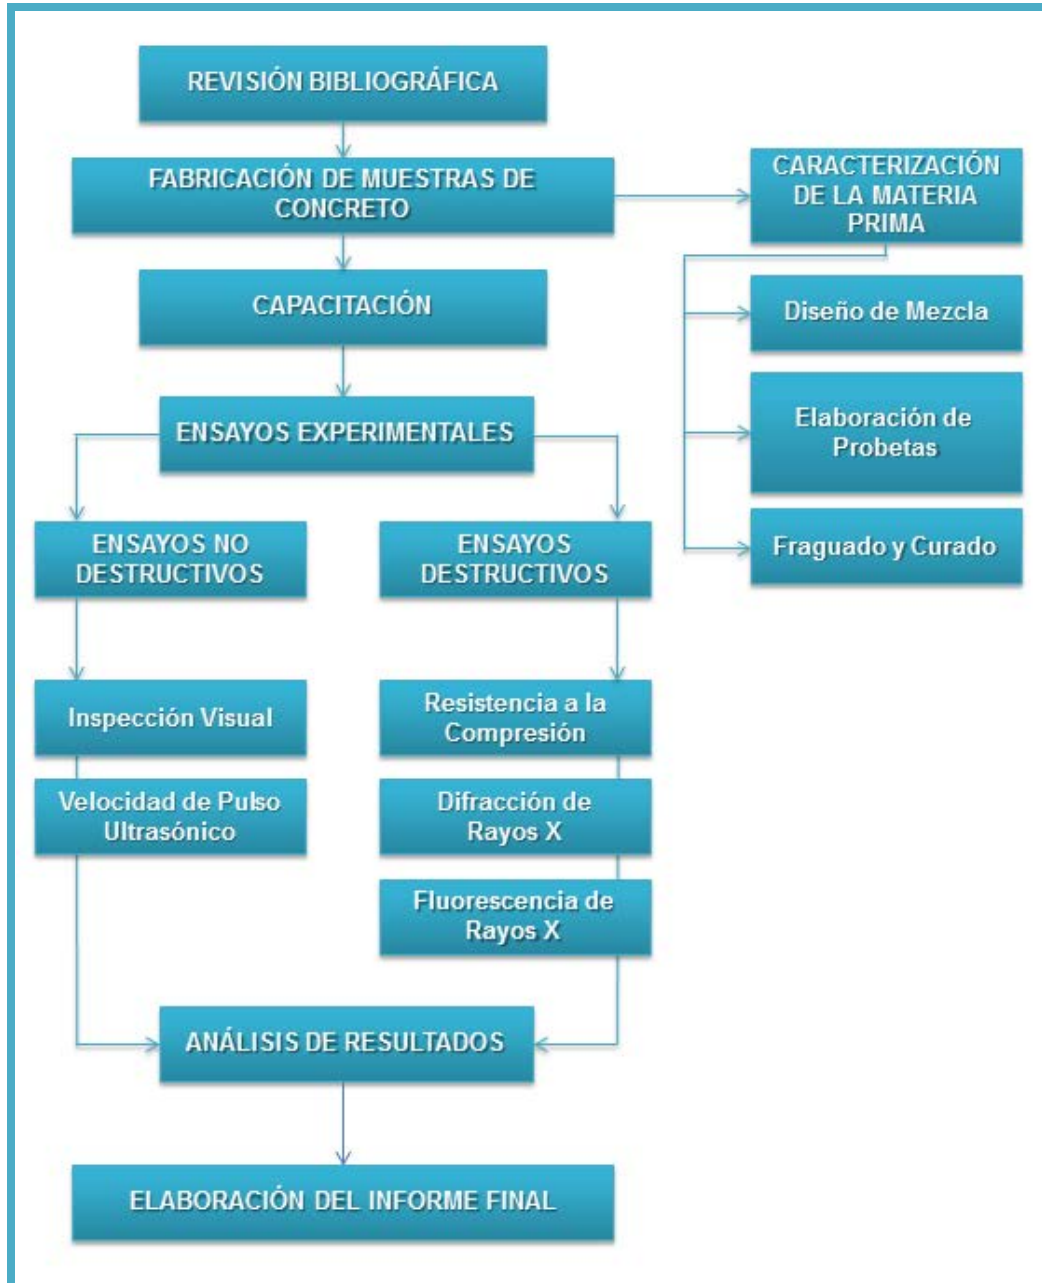 REVISIÓN BIBLIOGRÁFICA
FABRICACIÓN DE MUESTRAS DE
CONCRETO
CARACTERIZACIÓN
DE LA MATERIA
PRIMA
CAPACITACIÓN
Diseño de Mezcla
Elaboración de
Probetas
Fraguado y Curado
ENSAYOS EXPERIMENTALES
ENSAYOS NO
DESTRUCTIVOS
ENSAYOS
DESTRUCTIVOS
Inspección Visual
Velocidad de Pulso
Ultrasónico
Resistencia a la
Compresión
Difracción de
Rayos X
Fluorescencia de
Rayos X
ANÁLISIS DE RESULTADOS
ELABORACIÓN DEL INFORME FINAL